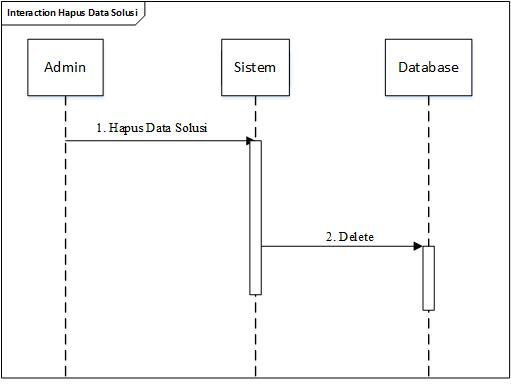 Interaction Hapus Data Solusi
Admin
Sistem
Database
1. Hapus Data Solusi
2. Delete